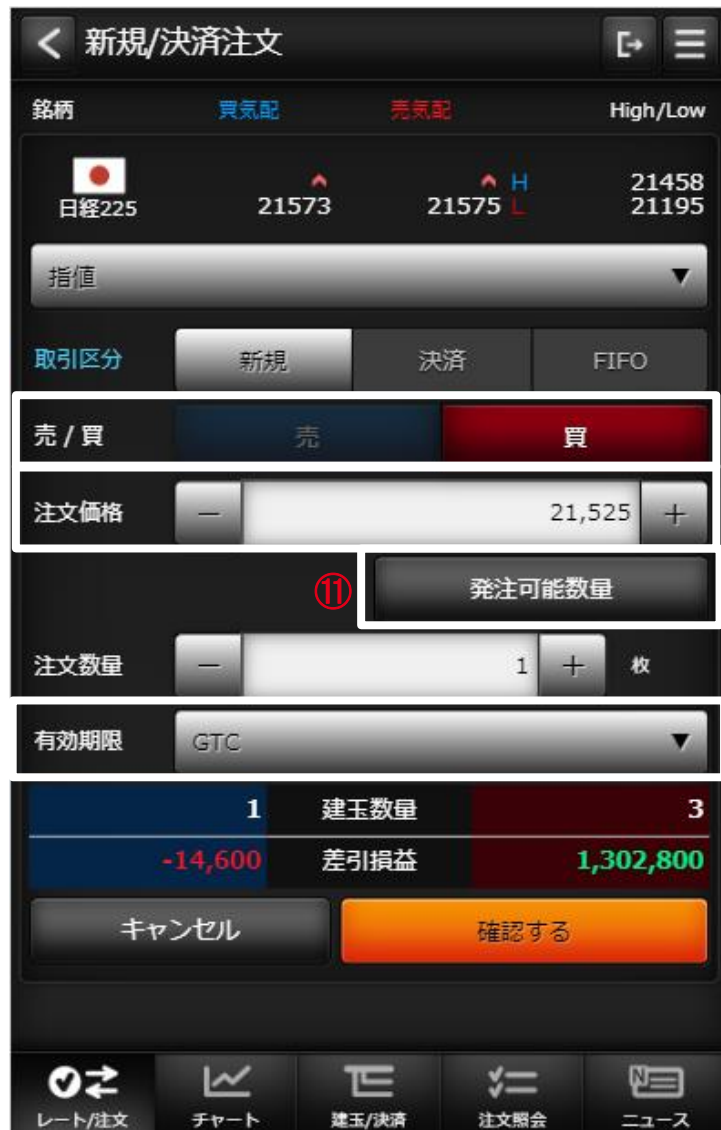 新規/決済注文
銘柄 買気配 売気配 High/Low
日経225 21573 21575 H 21458
L 21195
指値 ▼
取引区分 新規 決済 FIFO
売 / 買 売 買
注文価格 － 21,525 ＋
⑪ 発注可能数量
注文数量 － 1 ＋ 枚
有効期限 GTC ▼
1 建玉数量 3
-14,600 差引損益 1,302,800
キャンセル 確認する
N
レート/注文 チャート 建玉/決済 注文照会 ニュース